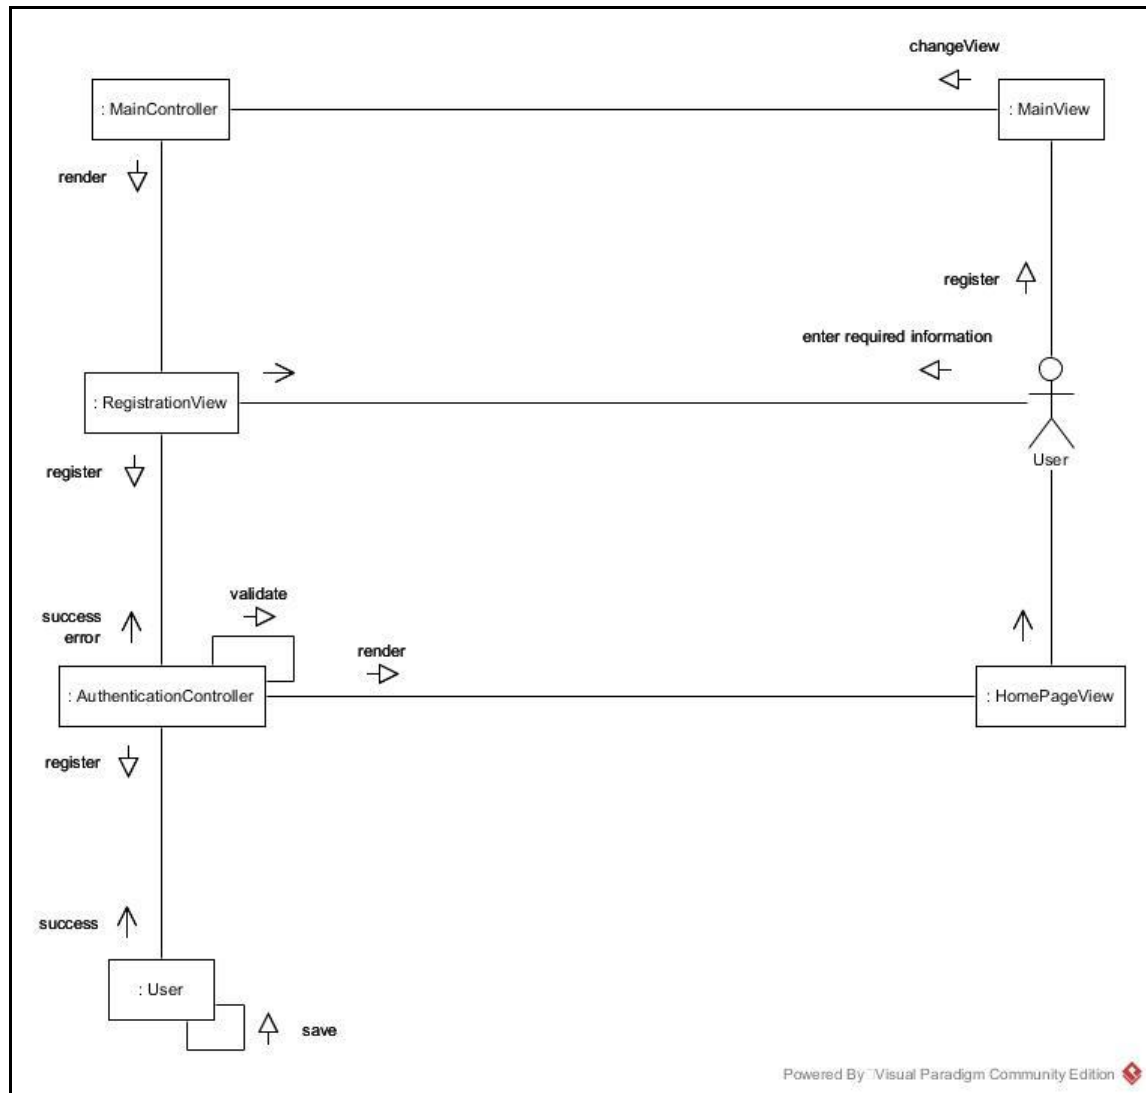 changeView
: MainController
: MainView
render
register
enter required information
: RegistrationView
User
register
validate
success
error
render
: AuthenticationController
: HomePageView
register
success
: User
save
Powered By Visual Paradigm Community Edition